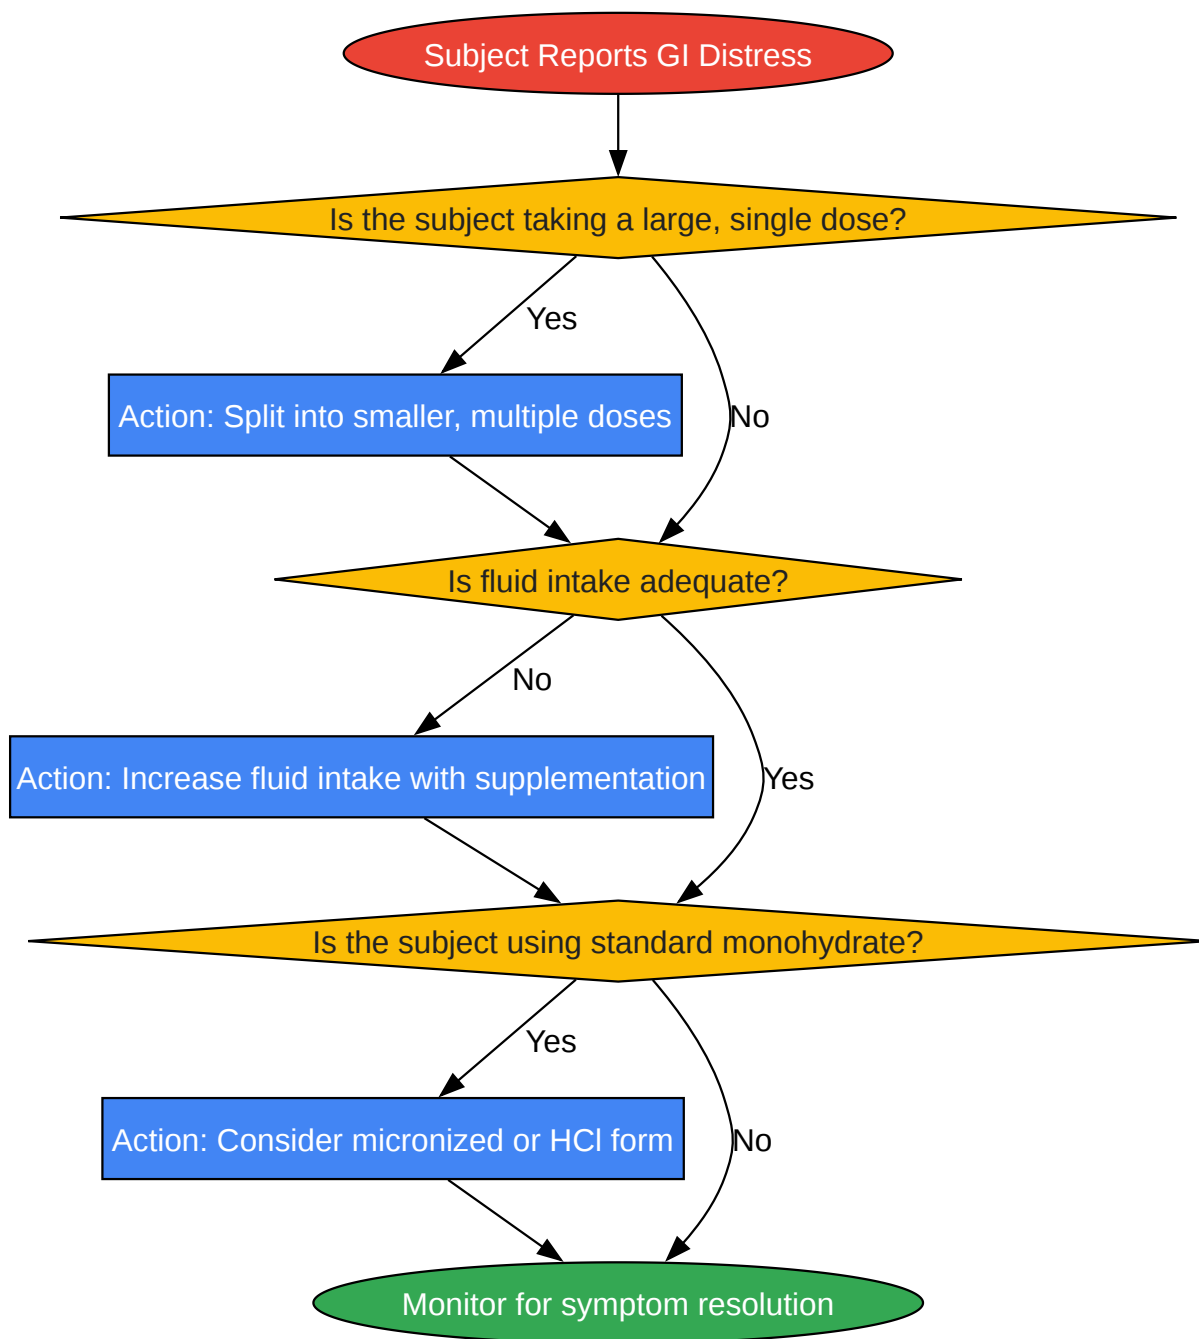 Subject Reports GI Distress
Is the subject taking a large, single dose?
Yes
Action: Split into smaller, multiple doses
No
Is fluid intake adequate?
No
Action: Increase fluid intake with supplementation
Yes
Is the subject using standard monohydrate?
Yes
Action: Consider micronized or HCl form
No
Monitor for symptom resolution